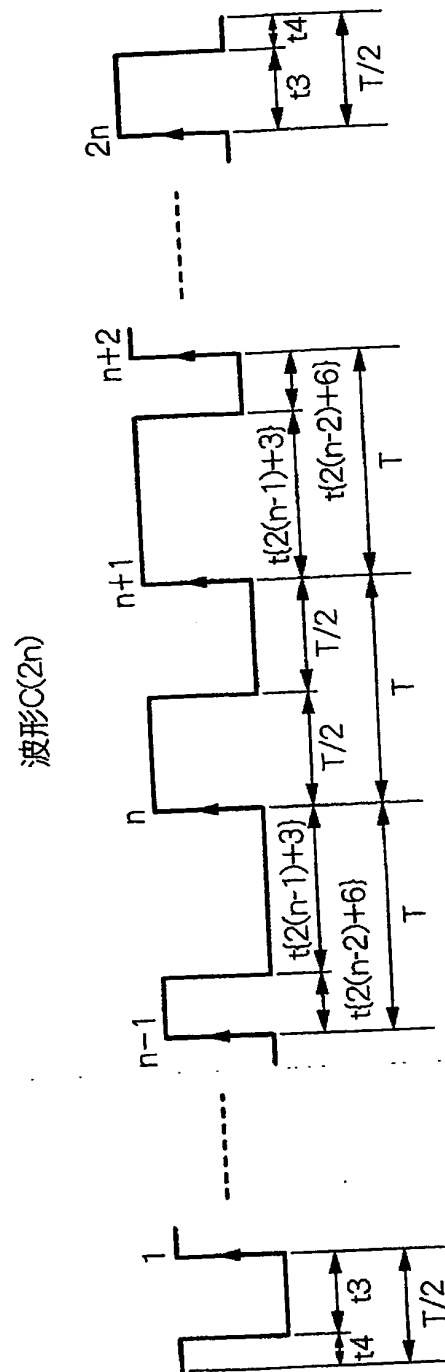 波形C(2n)
1
n-1
n
n+1
n+2
2n
t4
t3
T/2
t{2(n-1)+3}
t{2(n-2)+6}
T
T/2
T/2
T
t{2(n-1)+3}
t{2(n-2)+6}
T
t3
t4
T/2